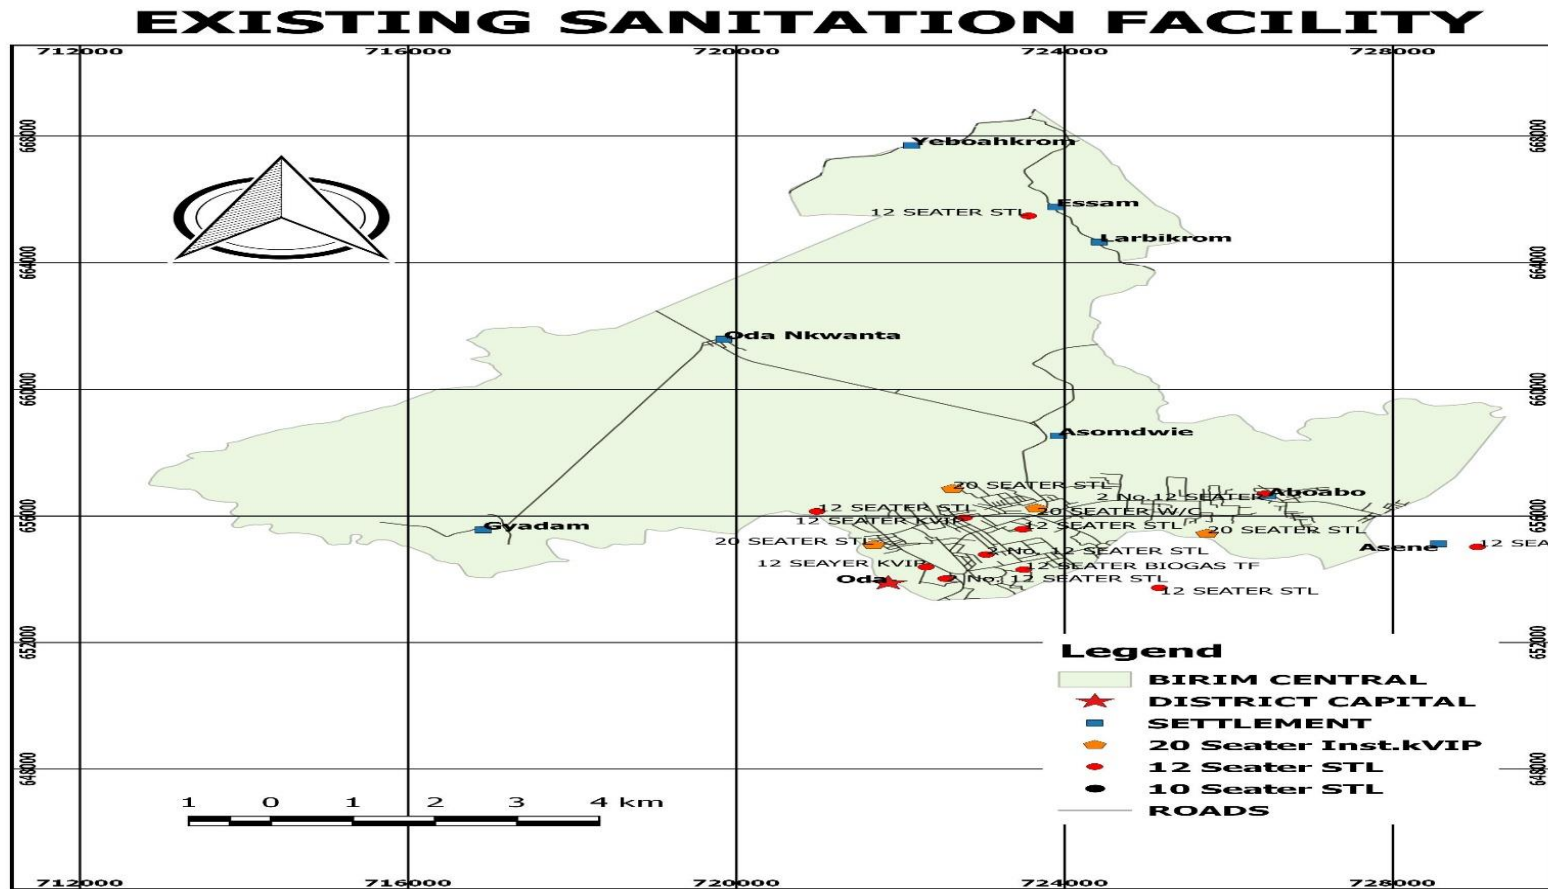 EXISTING SANITATION FACILITY
712000 716000 720000 724000 728000
668000 668000
Yeboahkrom
Essam
12 SEATER STL
Larbikrom
664000 664000
Oda Nkwanta
660000 660000
Asomdwie
20 SEATER STL
2 No 12 SEATER
Aboabo
12 SEATER STL
20 SEATER W/C
656000 656000
12 SEATER KVIP
Gyadam
12 SEATER STL
20 SEATER STL
20 SEATER STL
Asene
12 SEA
2 No. 12 SEATER STL
12 SEAYER KVIP
12 SEATER BIOGAS TF
Oda
2 No. 12 SEATER STL
12 SEATER STL
652000 652000
Legend
BIRIM CENTRAL
DISTRICT CAPITAL
SETTLEMENT
20 Seater Inst.kVIP
12 Seater STL
10 Seater STL
ROADS
648000 648000
1 0 1 2 3 4 km
712000 716000 720000 724000 728000